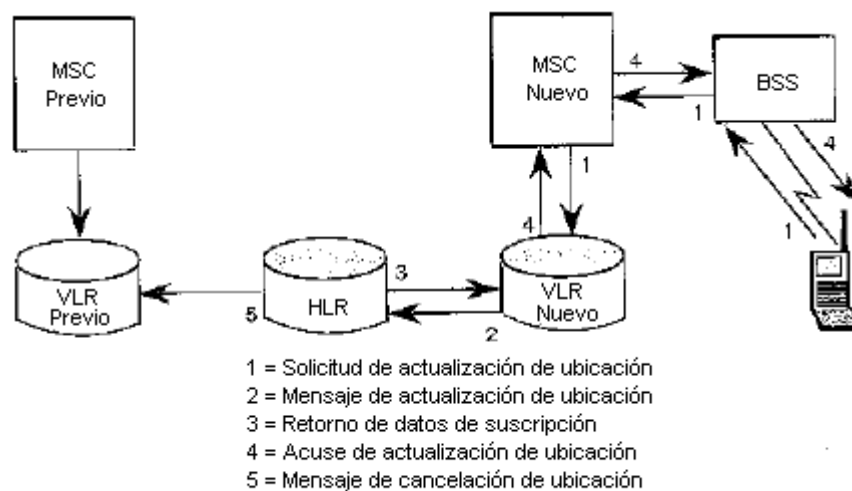 MSC
Previo
MSC
Nuevo
4
1
BSS
1
4
4
1
VLR
Previo
5
HLR
3
2
VLR
Nuevo
1 = Solicitud de actualización de ubicación
2 = Mensaje de actualización de ubicación
3 = Retorno de datos de suscripción
4 = Acuse de actualización de ubicación
5 = Mensaje de cancelación de ubicación